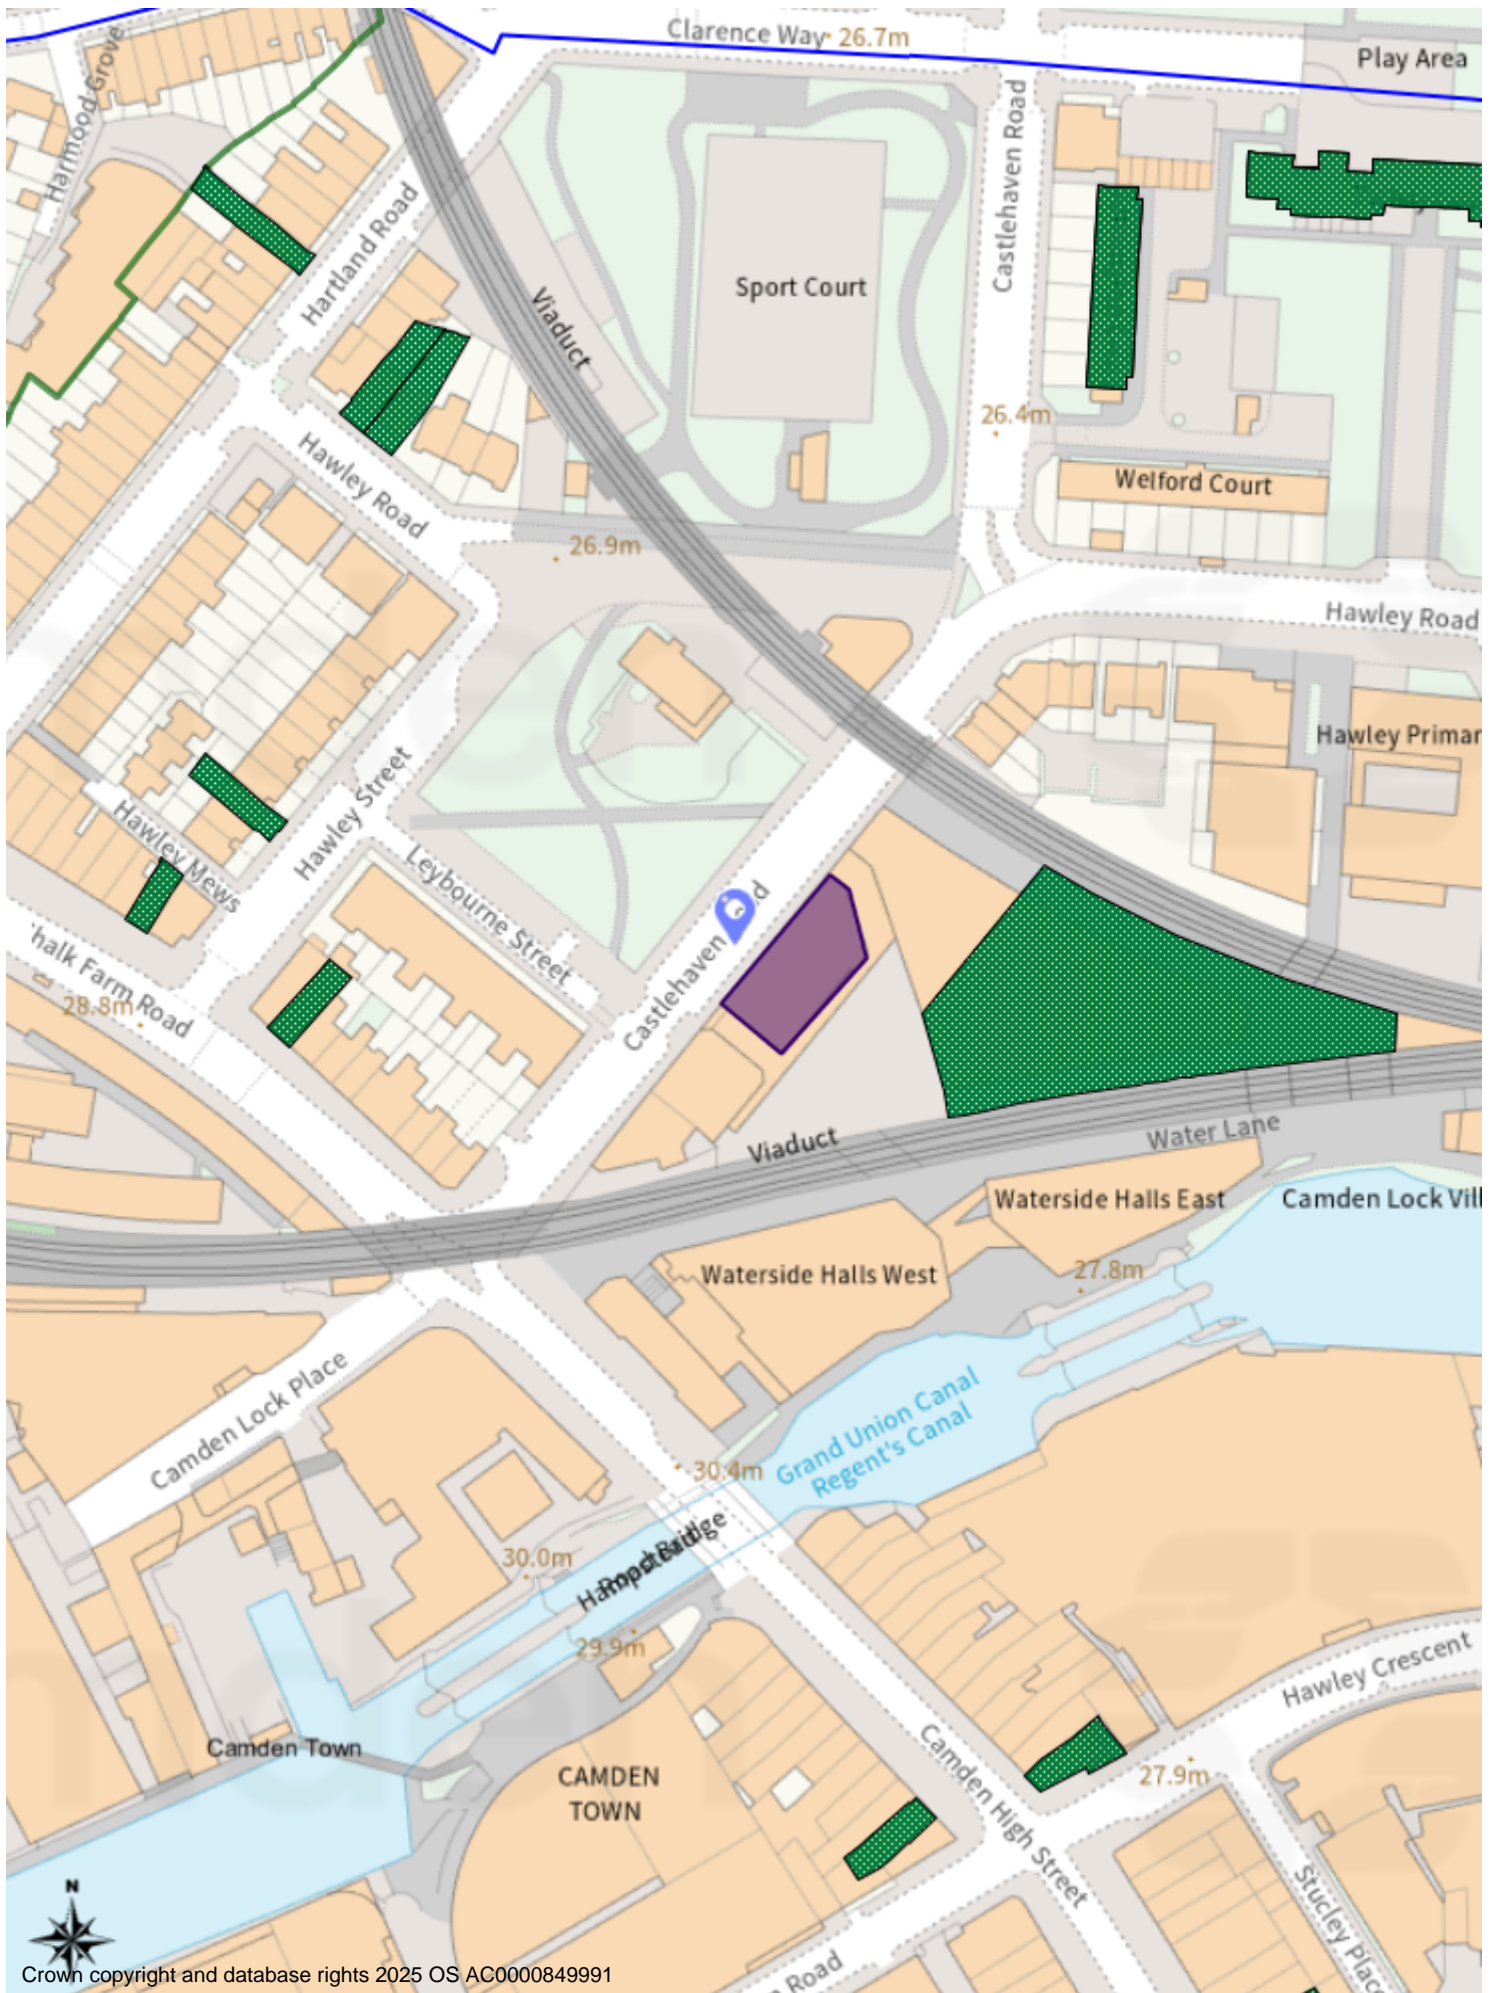 Clarence Way
26.7m
Play Area
Harmood Grove
Castlehaven Road
Hartland Road
Sport Court
Viaduct
26.4m
Hawley Road
Welford Court
26.9m
Hawley Road
Hawley Primar
Hawley Street
Hawley Mews
Leybourne Street
Castlehaven
d
halk Farm Road
28.8m
Viaduct
Water Lane
Waterside Halls East
Camden Lock Vill
Waterside Halls West
27.8m
Camden Lock Place
Grand Union Canal
Regent's Canal
30.4m
Hampstead
Road Bridge
30.0m
29.9m
Hawley Crescent
Camden Town
CAMDEN
TOWN
Camden High Street
27.9m
Stucley Place
N
Road
Crown copyright and database rights 2025 OS AC0000849991